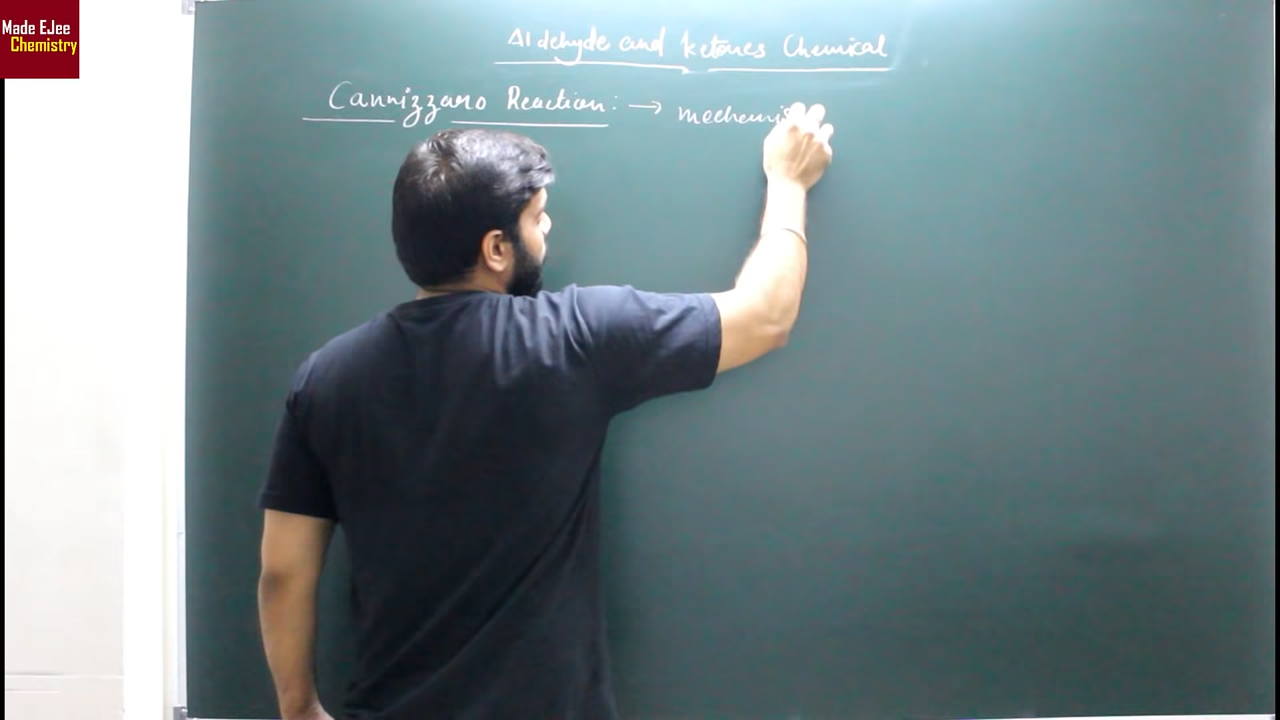 Made EJee
Chemistry
Aldehyde and Ketones Chemical
Cannizzaro Reaction: → mechanis